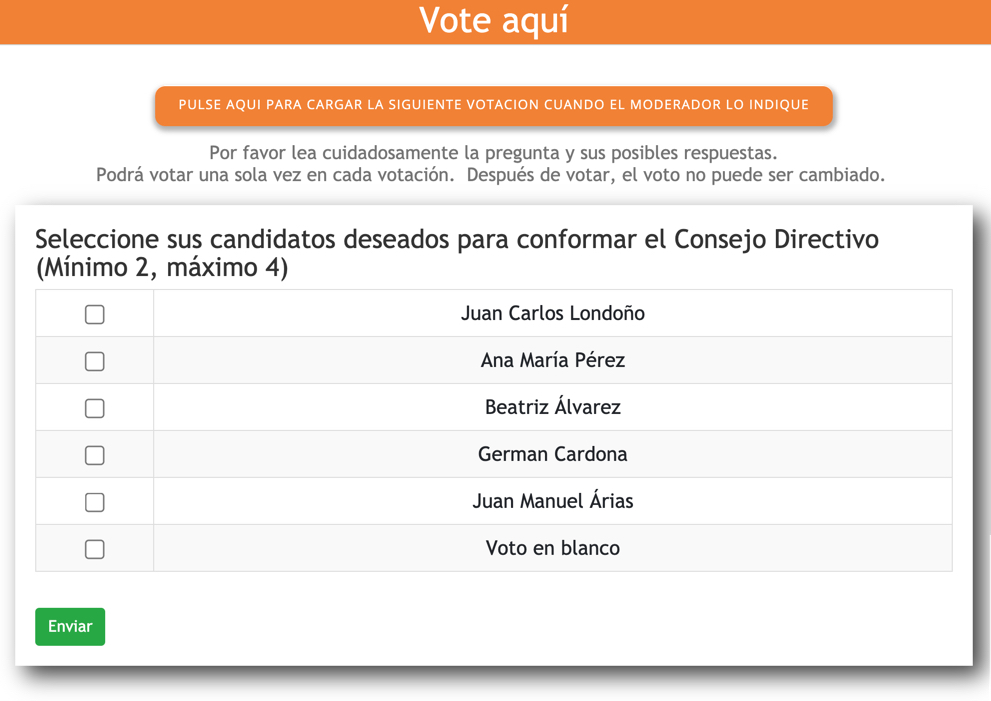 Vote aquí
PULSE AQUI PARA CARGAR LA SIGUIENTE VOTACION CUANDO EL MODERADOR LO INDIQUE
Por favor lea cuidadosamente la pregunta y sus posibles respuestas.
Podrá votar una sola vez en cada votación. Después de votar, el voto no puede ser cambiado.
Seleccione sus candidatos deseados para conformar el Consejo Directivo
(Mínimo 2, máximo 4)
Juan Carlos Londoño
Ana María Pérez
Beatriz Álvarez
German Cardona
Juan Manuel Árias
Voto en blanco
Enviar